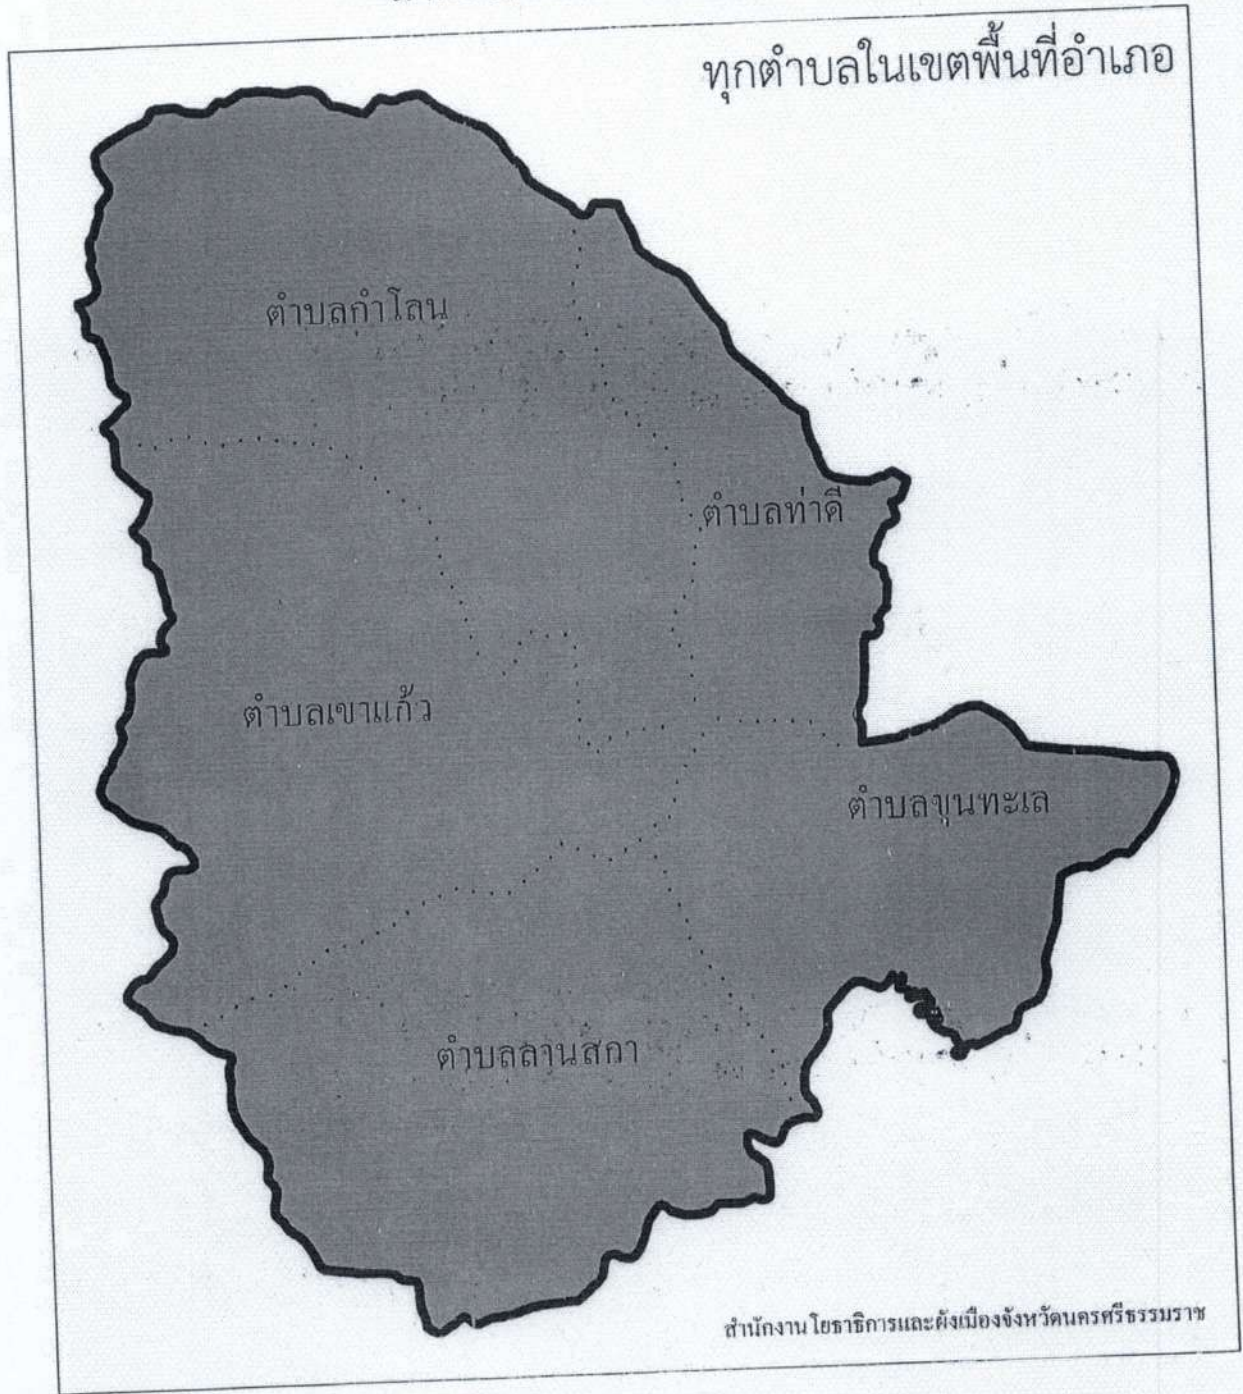 ทุกตำบลในเขตพื้นที่อำเภอ
ตำบลกำโลน
ตำบลท่าดี
ตำบลเขาแก้ว
ตำบลขุนทะเล
ตำบลลานสกา
สำนักงานโยธาธิการและผังเมืองจังหวัดนครศรีธรรมราช